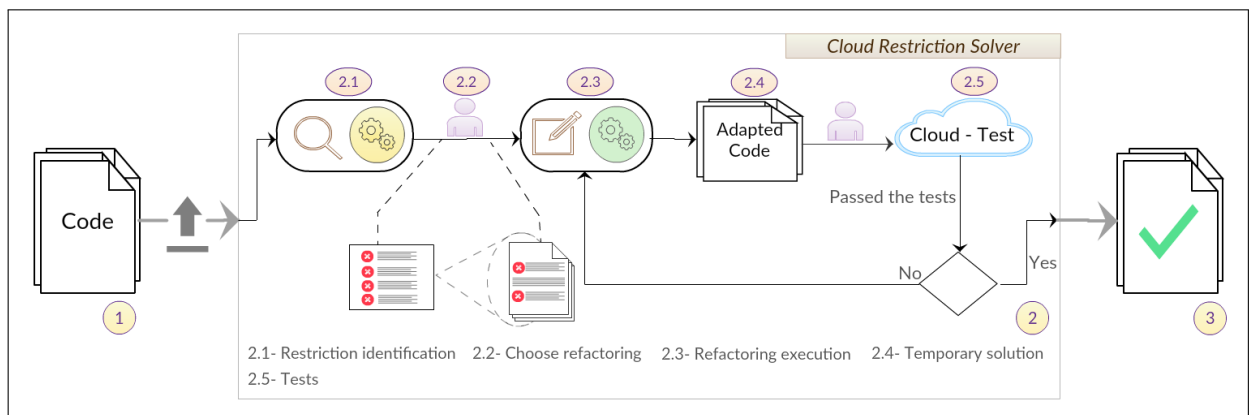 Cloud Restriction Solver
2.1
2.2
2.3
2.4
2.5
Adapted
Code
Cloud - Test
Code
Passed the tests
No
Yes
1
2
3
2.1- Restriction identification
2.2- Choose refactoring
2.3- Refactoring execution
2.4- Temporary solution
2.5- Tests